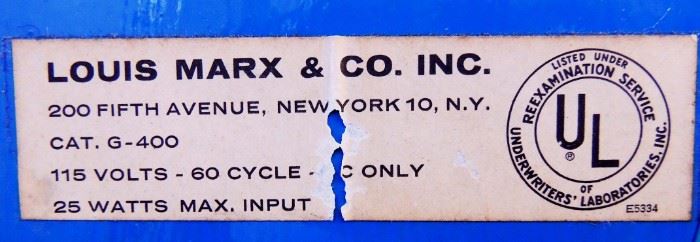 LOUIS MARX & CO. INC.
200 FIFTH AVENUE, NEW YORK 10, N.Y.
CAT. G-400
115 VOLTS - 60 CYCLE - C ONLY
25 WATTS MAX. INPUT
LISTED UNDER
REEXAMINATION SERVICE
UL
®
OF
UNDERWRITERS' LABORATORIES, INC.
E5334